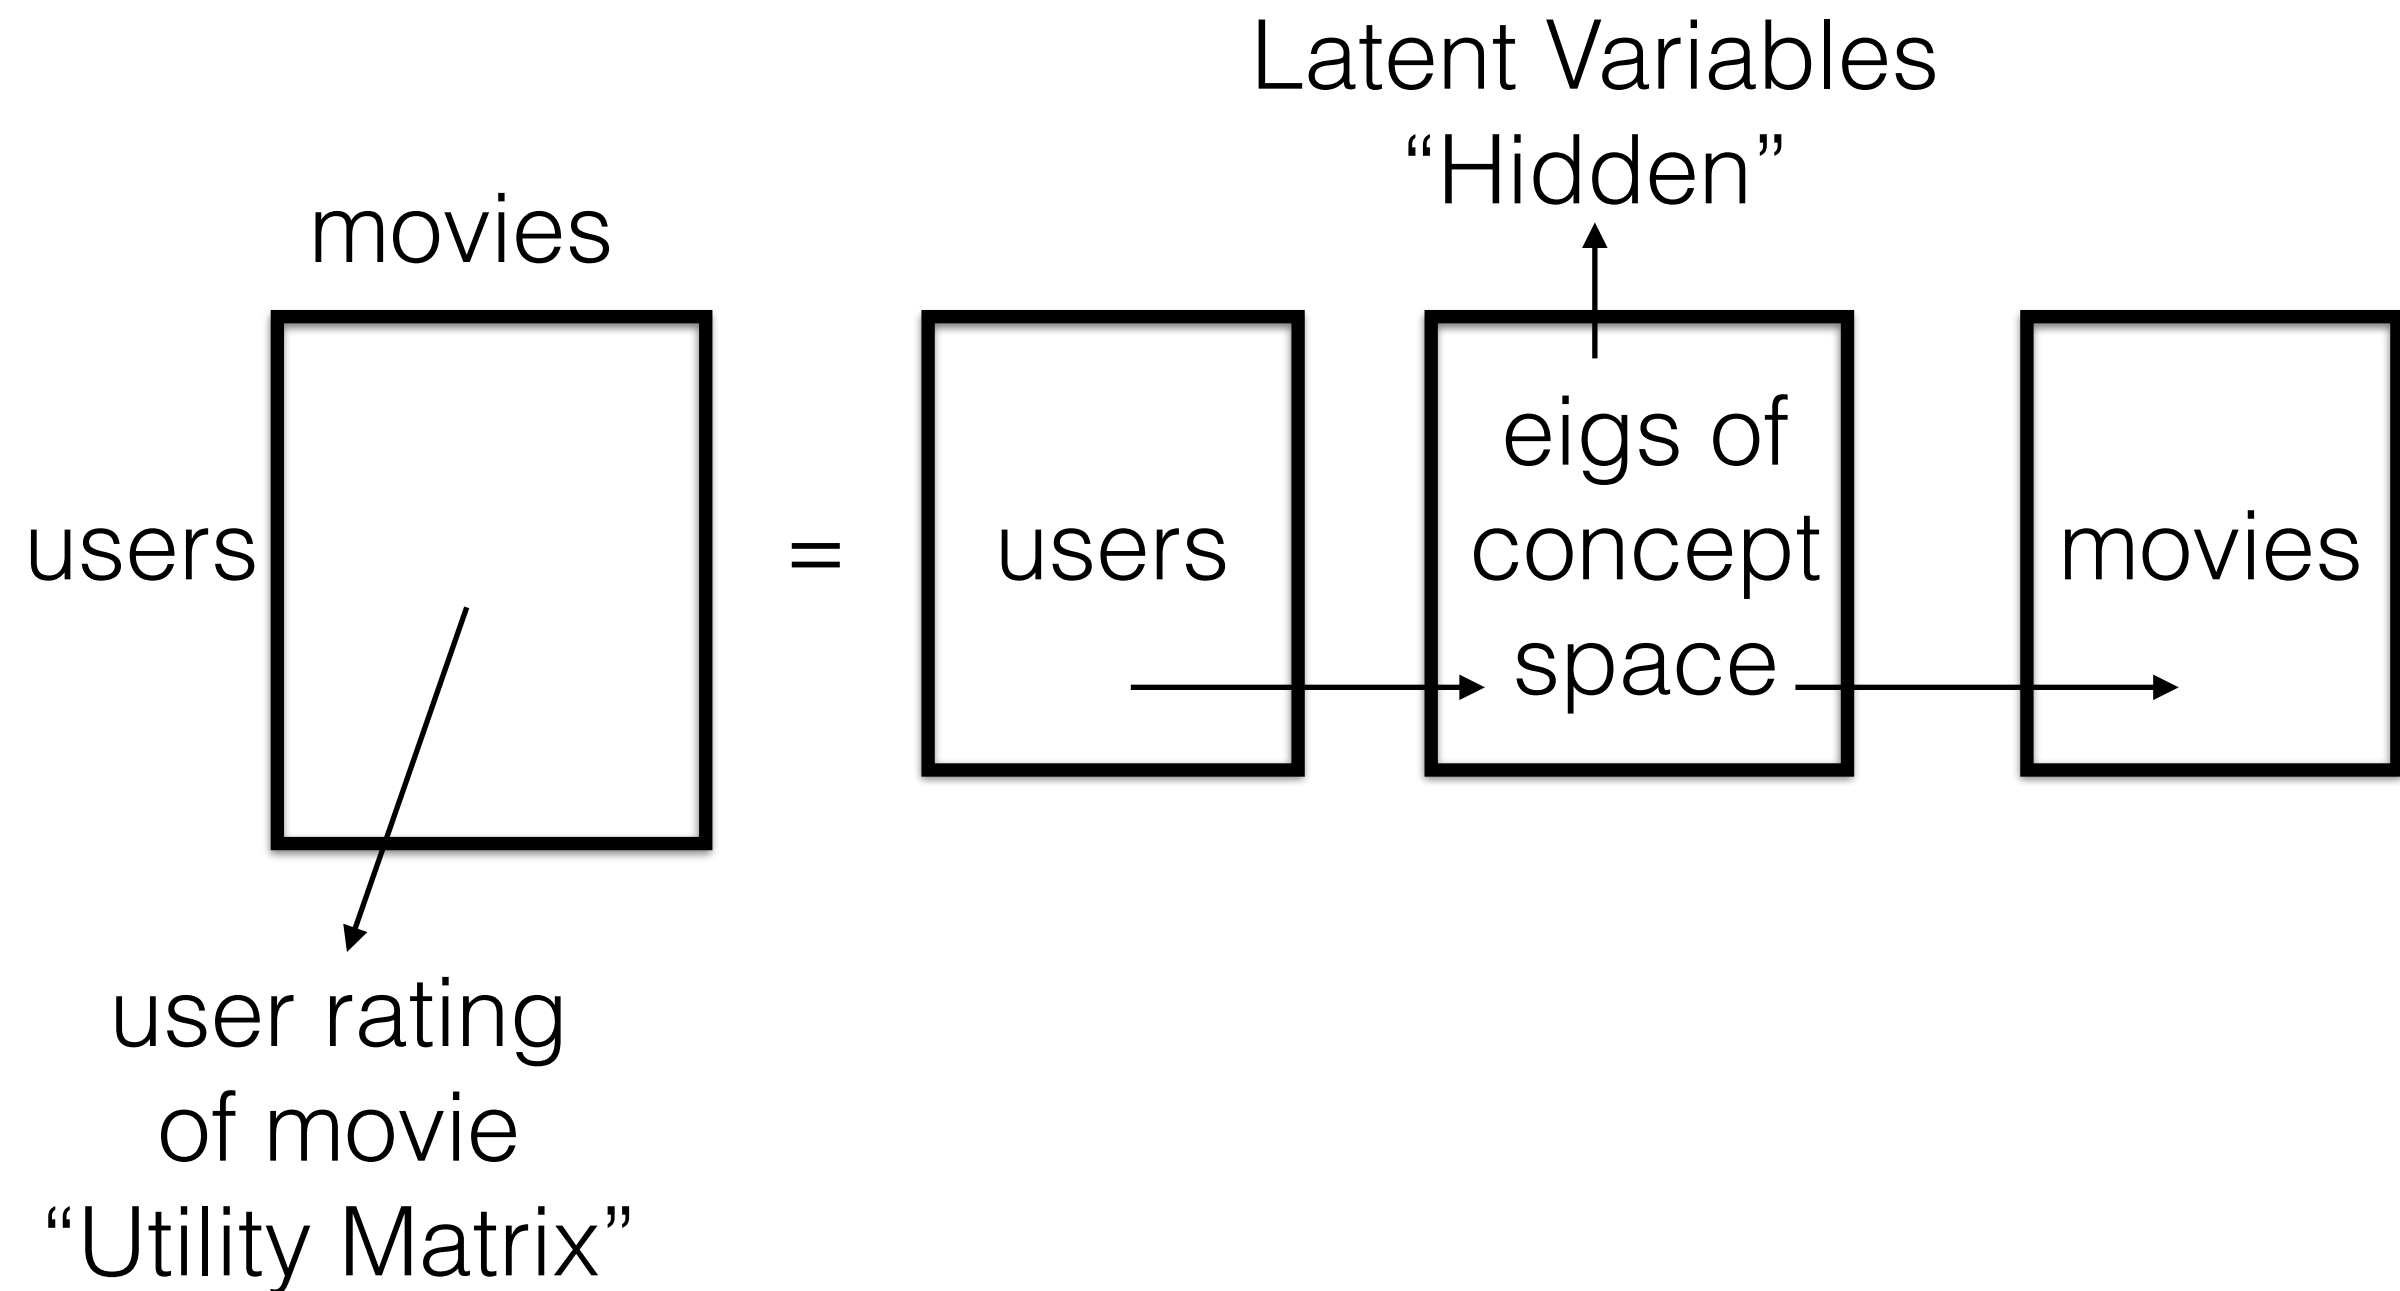 Latent Variables
“Hidden”
movies
users
=
users
eigs of
concept
space
movies
user rating
of movie
“Utility Matrix”